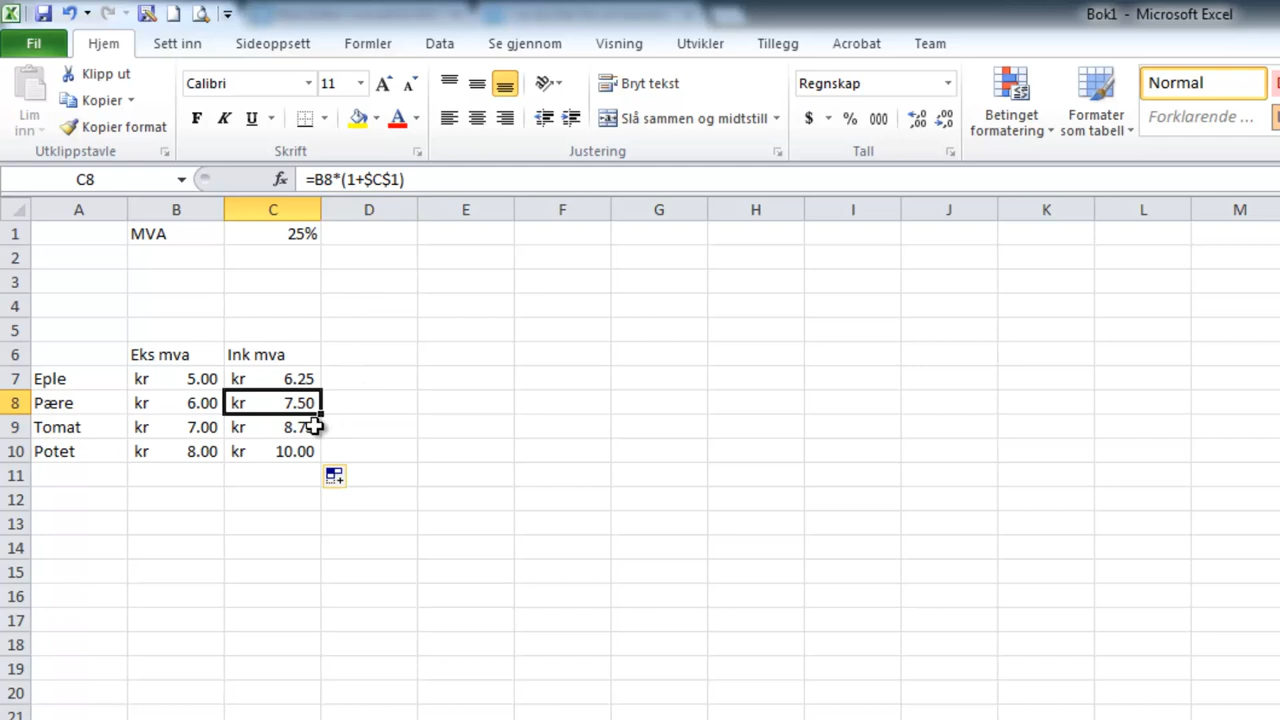 Bok1 - Microsoft Excel
Fil Hjem Sett inn Sideoppsett Formler Data Se gjennom Visning Utvikler Tillegg Acrobat Team
Lim inn
Klipp ut
Kopier
Kopier format
Utklippstavle
Calibri 11
F K U A
Skrift
Bryt tekst
Slå sammen og midtstill
Justering
Regnskap
$ % 000
Tall
Betinget formatering
Formater som tabell
Normal
Forklarende ...
C8 fx =B8*(1+$C$1)
A B C D E F G H I J K L M
1 MVA 25%
2
3
4
5
6 Eks mva Ink mva
7 Eple kr 5.00 kr 6.25
8 Pære kr 6.00 kr 7.50
9 Tomat kr 7.00 kr
10 Potet kr 8.00 kr 10.00
11
12
13
14
15
16
17
18
19
20
21